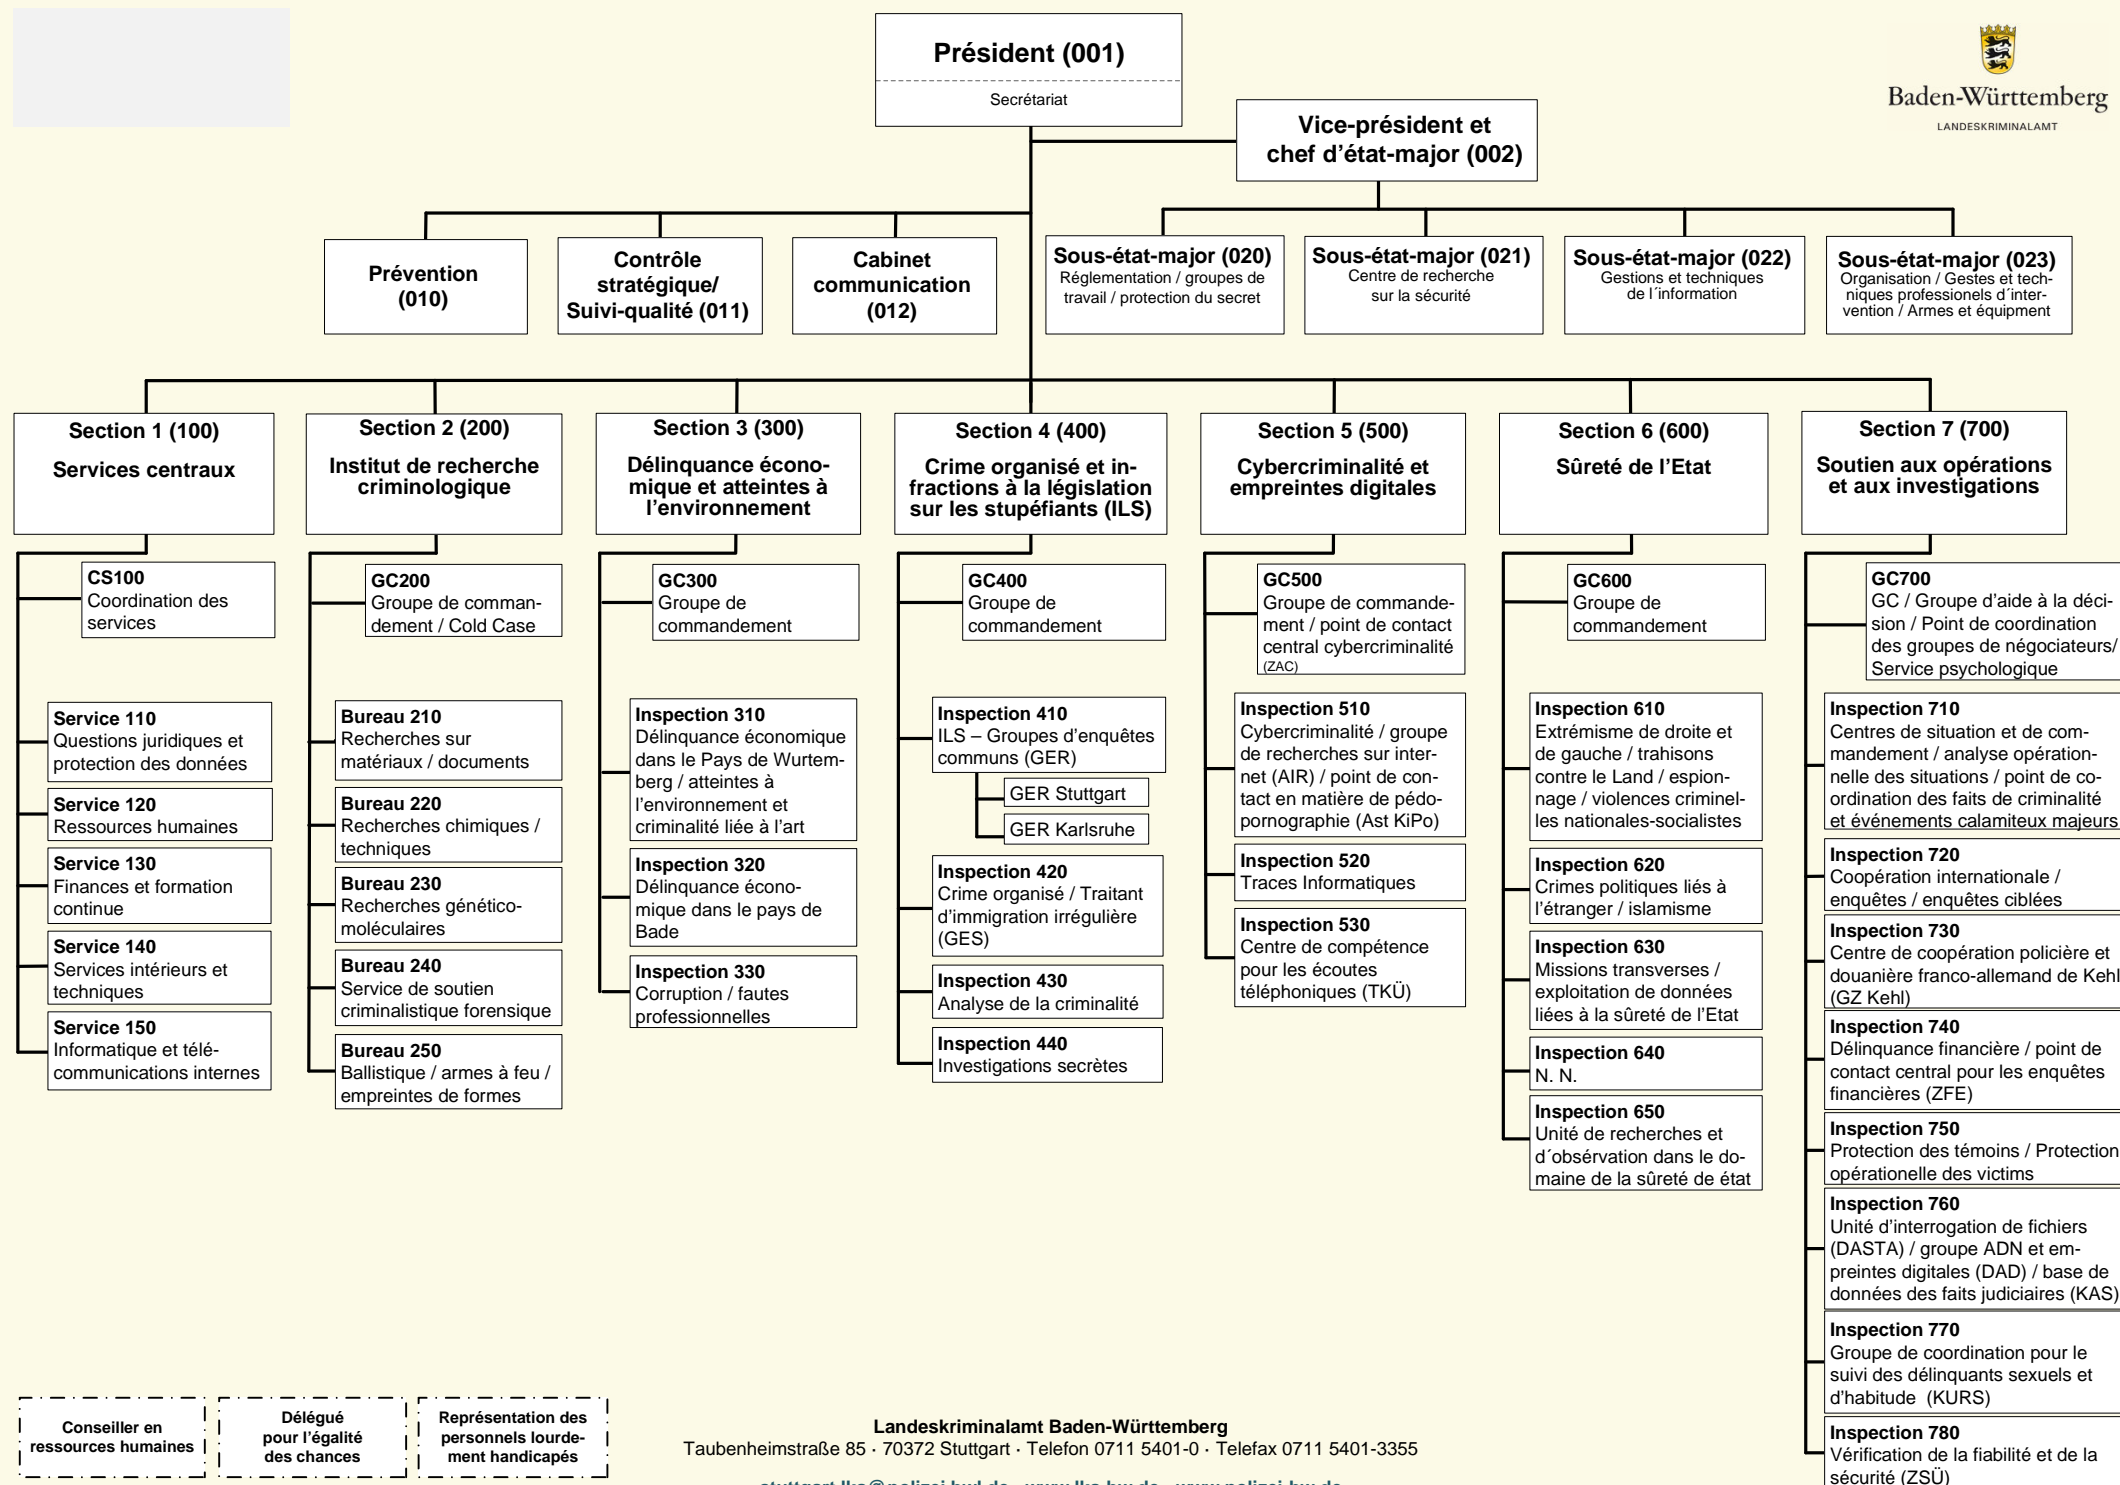 Président (001)
Secrétariat
Baden-Württemberg
LANDESKRIMINALAMT
Vice-président et
chef d’état-major (002)
Prévention
(010)
Contrôle
stratégique/
Suivi-qualité (011)
Cabinet
communication
(012)
Sous-état-major (020)
Réglementation / groupes de
travail / protection du secret
Sous-état-major (021)
Centre de recherche
sur la sécurité
Sous-état-major (022)
Gestions et techniques
de l´information
Sous-état-major (023)
Organisation / Gestes et tech-
niques professionels d´inter-
vention / Armes et équipment
Section 1 (100)
Services centraux
Section 2 (200)
Institut de recherche
criminologique
Section 3 (300)
Délinquance écono-
mique et atteintes à
l’environnement
Section 4 (400)
Crime organisé et in-
fractions à la législation
sur les stupéfiants (ILS)
Section 5 (500)
Cybercriminalité et
empreintes digitales
Section 6 (600)
Sûreté de l’Etat
Section 7 (700)
Soutien aux opérations
et aux investigations
CS100
Coordination des
services
Service 110
Questions juridiques et
protection des données
Service 120
Ressources humaines
Service 130
Finances et formation
continue
Service 140
Services intérieurs et
techniques
Service 150
Informatique et télé-
communications internes
GC200
Groupe de comman-
dement / Cold Case
Bureau 210
Recherches sur
matériaux / documents
Bureau 220
Recherches chimiques /
techniques
Bureau 230
Recherches génético-
moléculaires
Bureau 240
Service de soutien
criminalistique forensique
Bureau 250
Ballistique / armes à feu /
empreintes de formes
GC300
Groupe de
commandement
Inspection 310
Délinquance économique
dans le Pays de Wurtem-
berg / atteintes à
l’environnement et
criminalité liée à l’art
Inspection 320
Délinquance écono-
mique dans le pays de
Bade
Inspection 330
Corruption / fautes
professionnelles
GC400
Groupe de
commandement
Inspection 410
ILS – Groupes d’enquêtes
communs (GER)
GER Stuttgart
GER Karlsruhe
Inspection 420
Crime organisé / Traitant
d’immigration irrégulière
(GES)
Inspection 430
Analyse de la criminalité
Inspection 440
Investigations secrètes
GC500
Groupe de commande-
ment / point de contact
central cybercriminalité
(ZAC)
Inspection 510
Cybercriminalité / groupe
de recherches sur inter-
net (AIR) / point de con-
tact en matière de pédo-
pornographie (Ast KiPo)
Inspection 520
Traces Informatiques
Inspection 530
Centre de compétence
pour les écoutes
téléphoniques (TKÜ)
GC600
Groupe de
commandement
Inspection 610
Extrémisme de droite et
de gauche / trahisons
contre le Land / espion-
nage / violences criminel-
les nationales-socialistes
Inspection 620
Crimes politiques liés à
l’étranger / islamisme
Inspection 630
Missions transverses /
exploitation de données
liées à la sûreté de l’Etat
Inspection 640
N. N.
Inspection 650
Unité de recherches et
d´obsérvation dans le do-
maine de la sûreté de état
GC700
GC / Groupe d’aide à la déci-
sion / Point de coordination
des groupes de négociateurs/
Service psychologique
Inspection 710
Centres de situation et de com-
mandement / analyse opération-
nelle des situations / point de co-
ordination des faits de criminalité
et événements calamiteux majeurs
Inspection 720
Coopération internationale /
enquêtes / enquêtes ciblées
Inspection 730
Centre de coopération policière et
douanière franco-allemand de Kehl
(GZ Kehl)
Inspection 740
Délinquance financière / point de
contact central pour les enquêtes
financières (ZFE)
Inspection 750
Protection des témoins / Protection
opérationelle des victims
Inspection 760
Unité d’interrogation de fichiers
(DASTA) / groupe ADN et em-
preintes digitales (DAD) / base de
données des faits judiciaires (KAS)
Inspection 770
Groupe de coordination pour le
suivi des délinquants sexuels et
d’habitude (KURS)
Inspection 780
Vérification de la fiabilité et de la
sécurité (ZSÜ)
Conseiller en
ressources humaines
Délégué
pour l’égalité
des chances
Représentation des
personnels lourde-
ment handicapés
Landeskriminalamt Baden-Württemberg
Taubenheimstraße 85 · 70372 Stuttgart · Telefon 0711 5401-0 · Telefax 0711 5401-3355